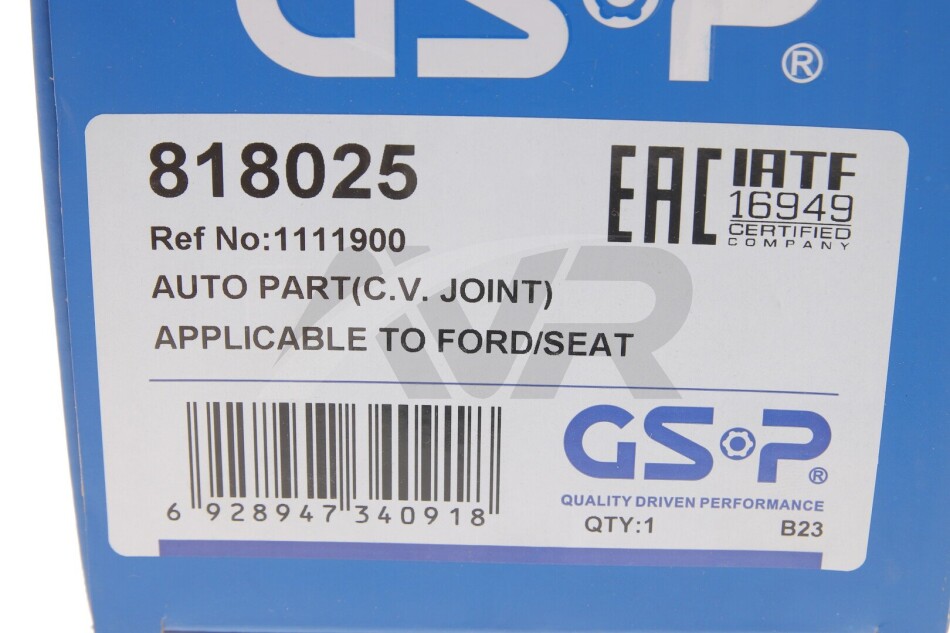 GSP®
818025
EAC
IATF
16949
CERTIFIED
COMPANY
Ref No:1111900
AUTO PART(C.V. JOINT)
APPLICABLE TO FORD/SEAT
AVR
6 928947 340918
GSP®
QUALITY DRIVEN PERFORMANCE
QTY:1
B23